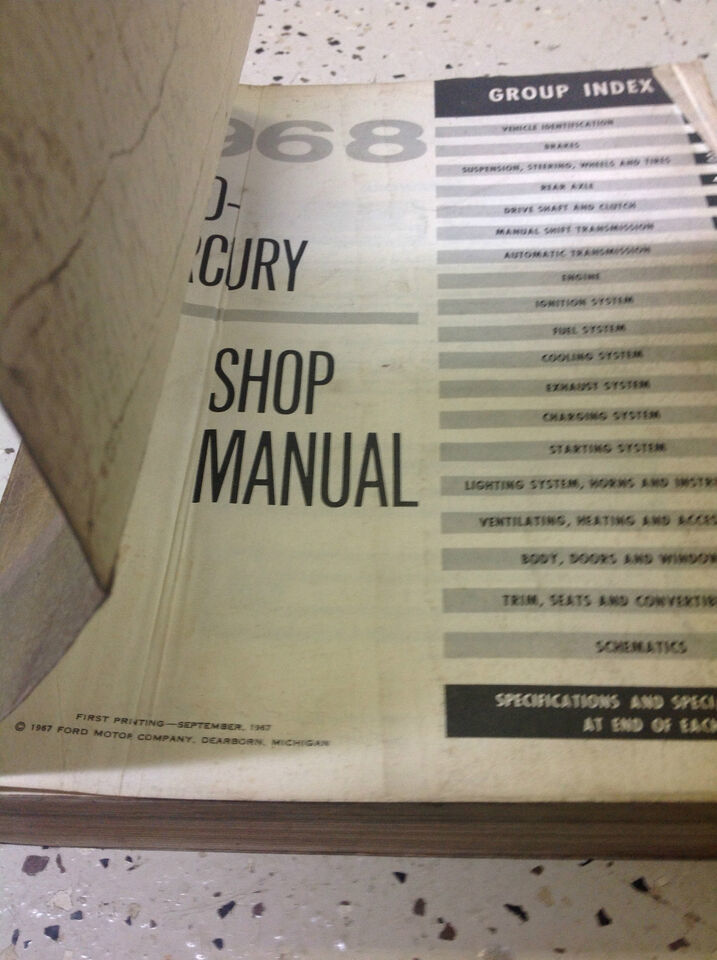 968
D-
RCURY
SHOP
MANUAL
FIRST PRINTING—SEPTEMBER, 1967
© 1967 FORD MOTOR COMPANY, DEARBORN, MICHIGAN
GROUP INDEX
VEHICLE IDENTIFICATION
BRAKES
SUSPENSION, STEERING, WHEELS AND TIRES
REAR AXLE
DRIVE SHAFT AND CLUTCH
MANUAL SHIFT TRANSMISSION
AUTOMATIC TRANSMISSION
ENGINE
IGNITION SYSTEM
FUEL SYSTEM
COOLING SYSTEM
EXHAUST SYSTEM
CHARGING SYSTEM
STARTING SYSTEM
LIGHTING SYSTEM, HORNS AND INSTR
VENTILATING, HEATING AND ACCES
BODY, DOORS AND WINDOW
TRIM, SEATS AND CONVERTIB
SCHEMATICS
SPECIFICATIONS AND SPECI
AT END OF EACH